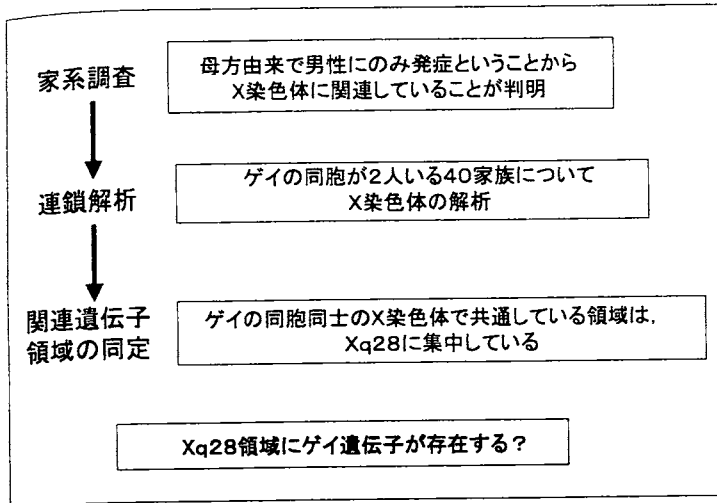 家系調査
母方由来で男性にのみ発症ということから
X染色体に関連していることが判明
連鎖解析
ゲイの同胞が2人いる40家族について
X染色体の解析
関連遺伝子
領域の同定
ゲイの同胞同士のX染色体で共通している領域は,
Xq28に集中している
Xq28領域にゲイ遺伝子が存在する?